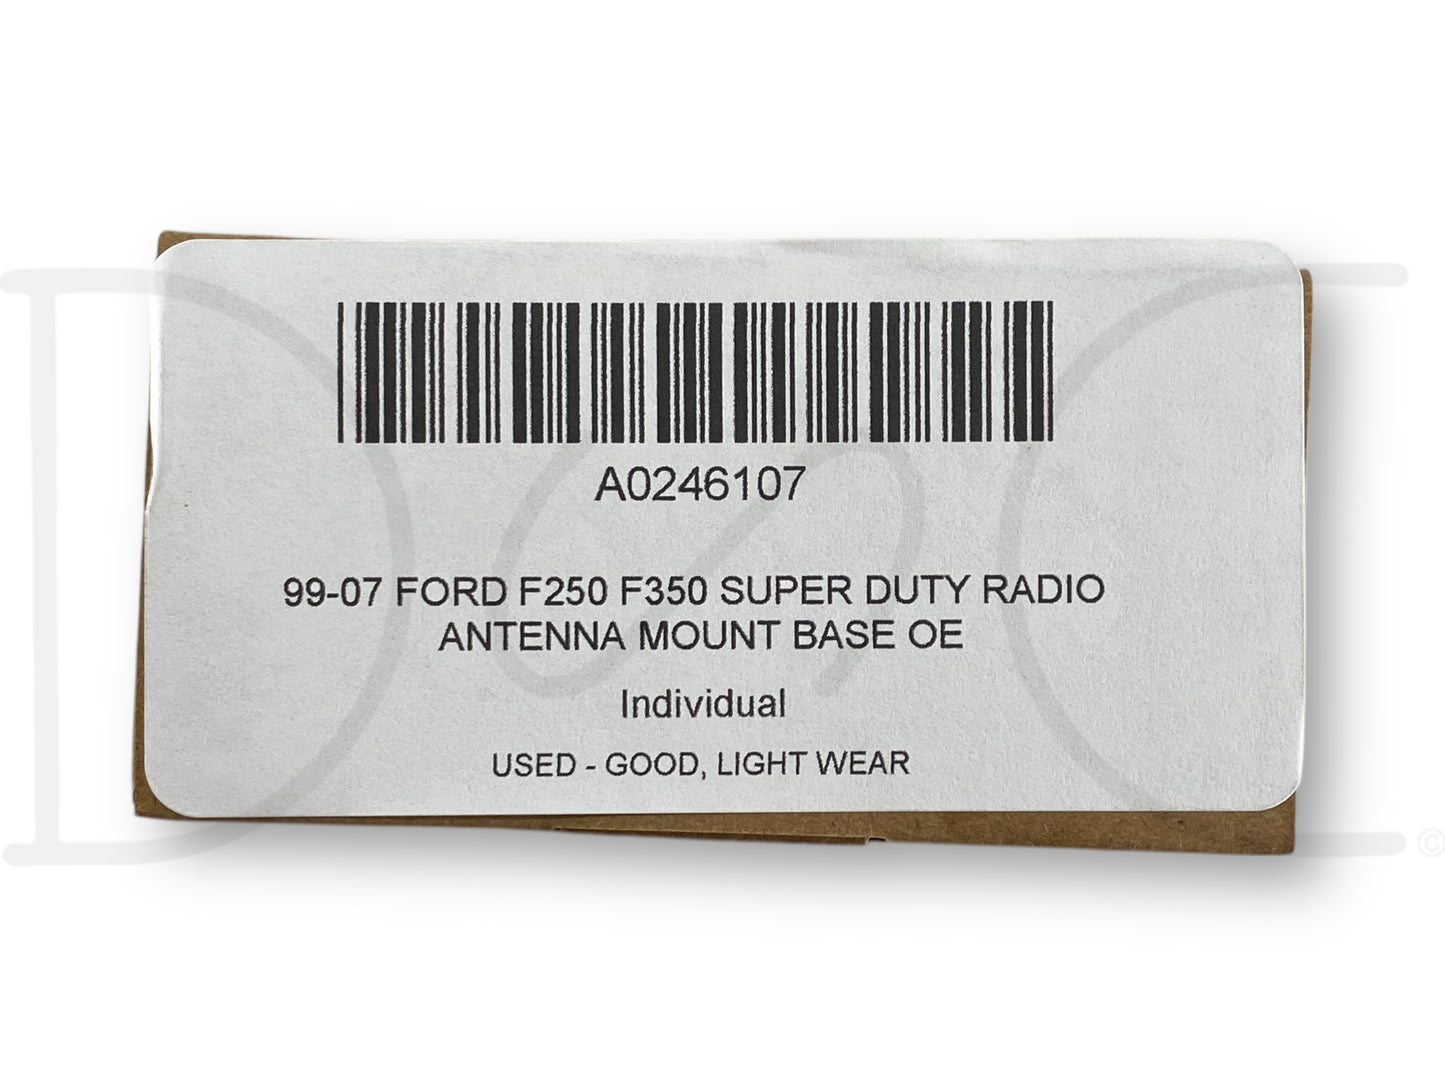 A0246107
99-07 FORD F250 F350 SUPER DUTY RADIO
ANTENNA MOUNT BASE OE
Individual
USED - GOOD, LIGHT WEAR
©